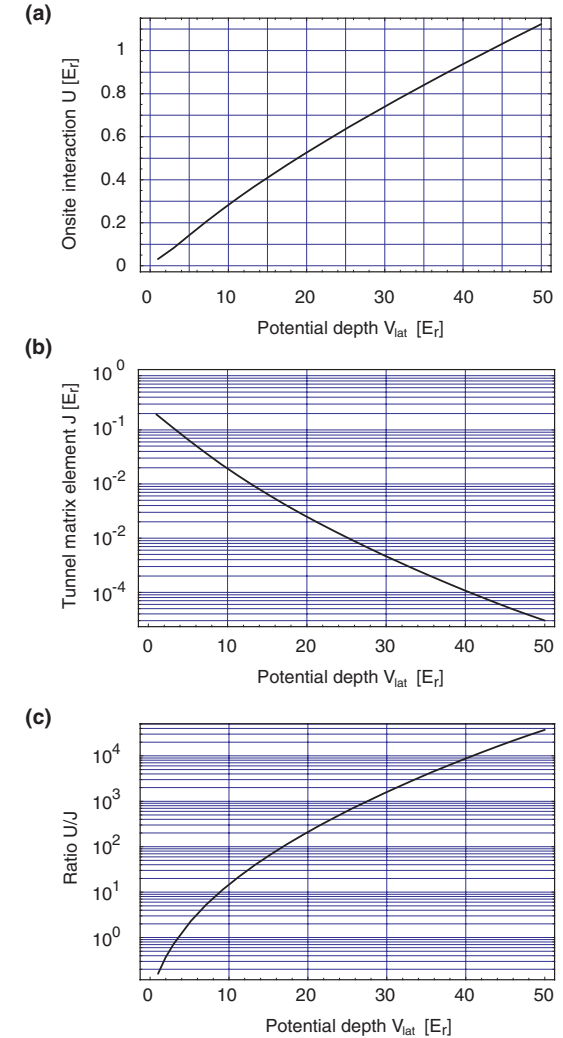 (a)
Onsite interaction U [Er]
1
0.8
0.6
0.4
0.2
0
0 10 20 30 40 50
Potential depth Vlat [Er]
(b)
Tunnel matrix element J [Er]
10^0
10^-1
10^-2
10^-2
10^-4
0 10 20 30 40 50
Potential depth Vlat [Er]
(c)
Ratio U/J
10^4
10^3
10^2
10^1
10^0
0 10 20 30 40 50
Potential depth Vlat [Er]